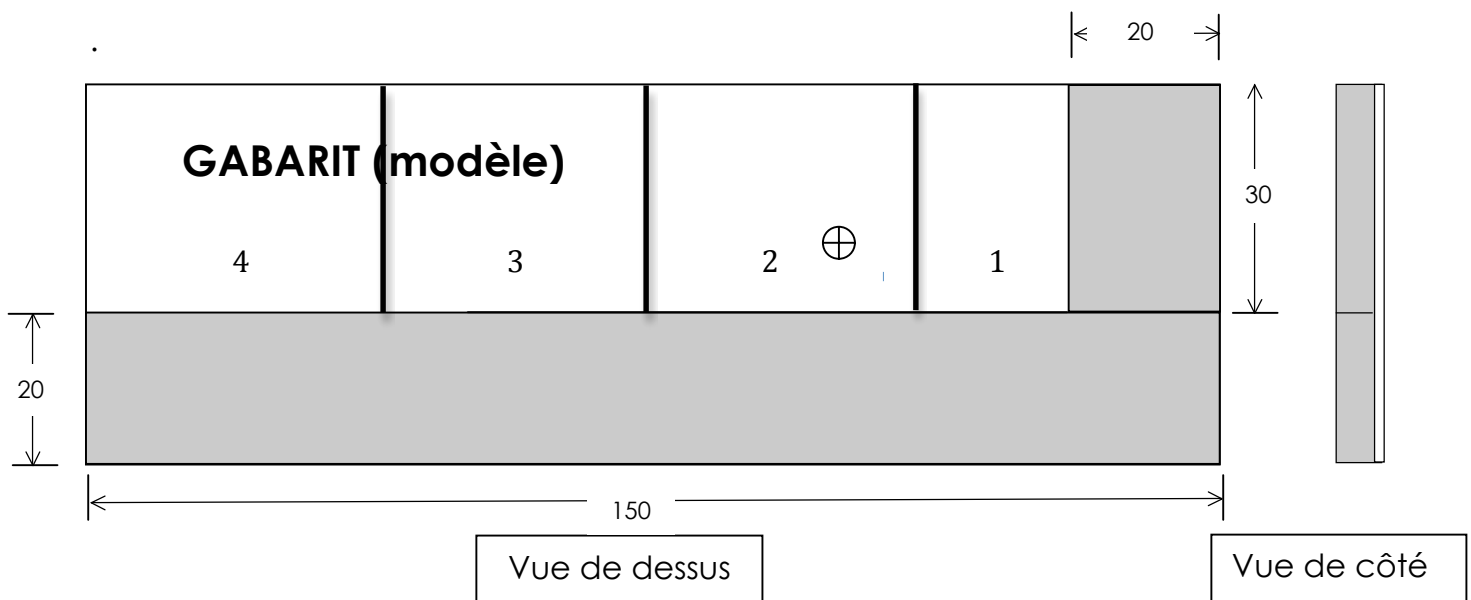 .
20
GABARIT (modèle)
30
4 3 2 1
20
150
Vue de dessus
Vue de côté